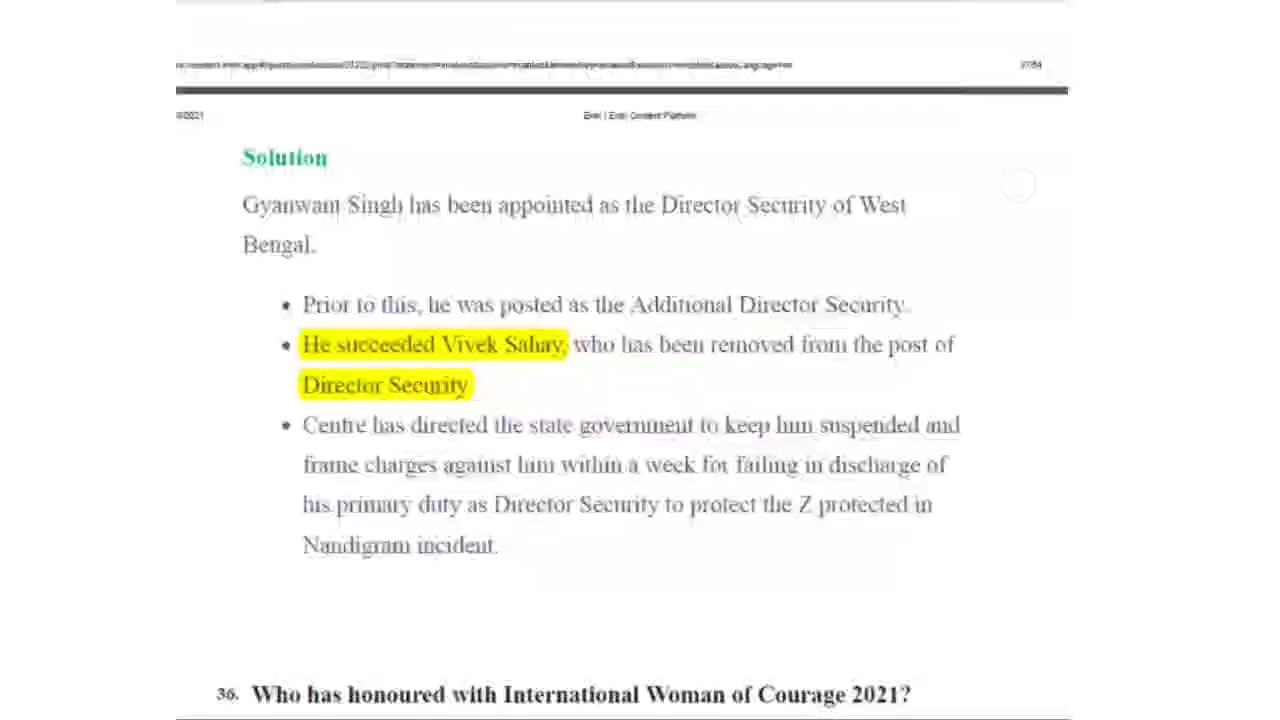 Solution
Gyanwant Singh has been appointed as the Director Security of West
Bengal.
• Prior to this, he was posted as the Additional Director Security.
• He succeeded Vivek Sahay, who has been removed from the post of
Director Security
• Centre has directed the state government to keep him suspended and
frame charges against him within a week for failing in discharge of
his primary duty as Director Security to protect the Z protected in
Nandigram incident.
36. Who has honoured with International Woman of Courage 2021?